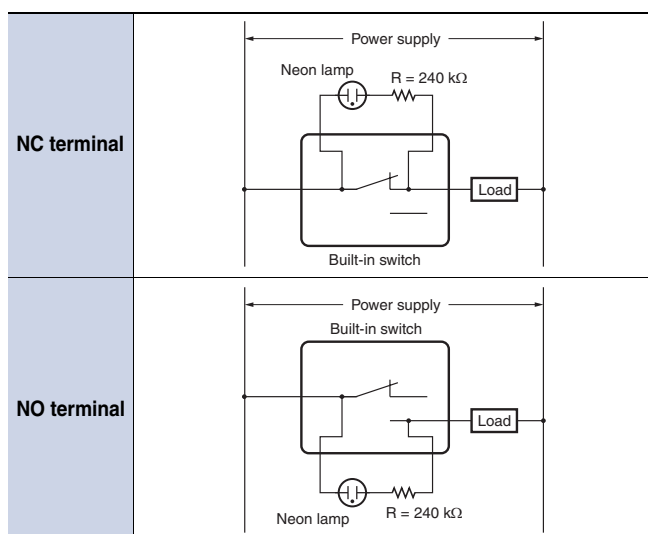 NC terminal
Power supply
Neon lamp
R = 240 kΩ
Load
Built-in switch
NO terminal
Power supply
Built-in switch
Load
Neon lamp
R = 240 kΩ